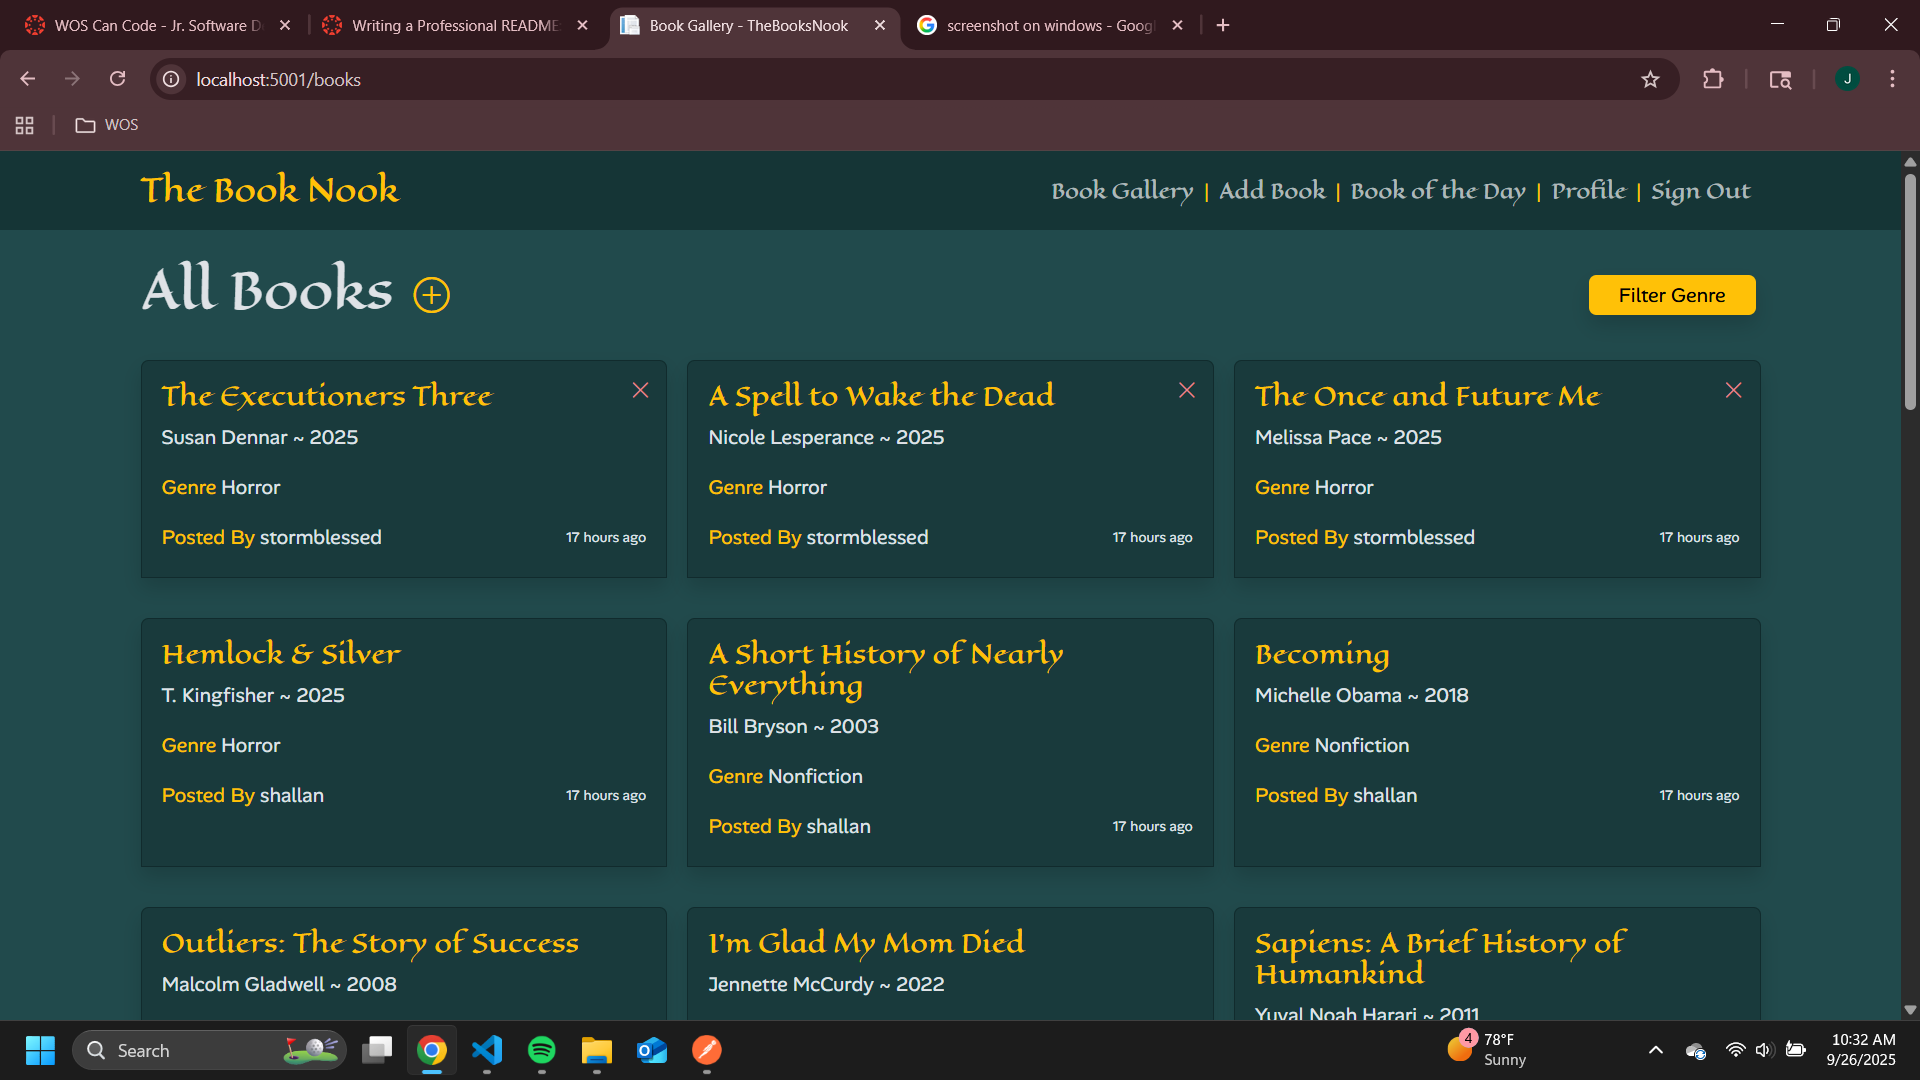 WOS Can Code - Jr. Software D
Writing a Professional README
Book Gallery - TheBooksNook
screenshot on windows - Goog
localhost:5001/books
J
WOS
The Book Nook
Book Gallery | Add Book | Book of the Day | Profile | Sign Out
All Books
Filter Genre
The Executioners Three
Susan Dennar ~ 2025
Genre Horror
Posted By stormblessed
17 hours ago
A Spell to Wake the Dead
Nicole Lesperance ~ 2025
Genre Horror
Posted By stormblessed
17 hours ago
The Once and Future Me
Melissa Pace ~ 2025
Genre Horror
Posted By stormblessed
17 hours ago
Hemlock & Silver
T. Kingfisher ~ 2025
Genre Horror
Posted By shallan
17 hours ago
A Short History of Nearly
Everything
Bill Bryson ~ 2003
Genre Nonfiction
Posted By shallan
17 hours ago
Becoming
Michelle Obama ~ 2018
Genre Nonfiction
Posted By shallan
17 hours ago
Outliers: The Story of Success
Malcolm Gladwell ~ 2008
I'm Glad My Mom Died
Jennette McCurdy ~ 2022
Sapiens: A Brief History of
Humankind
Yuval Noah Harari ~ 2011
Search
4
78°F
Sunny
10:32 AM
9/26/2025